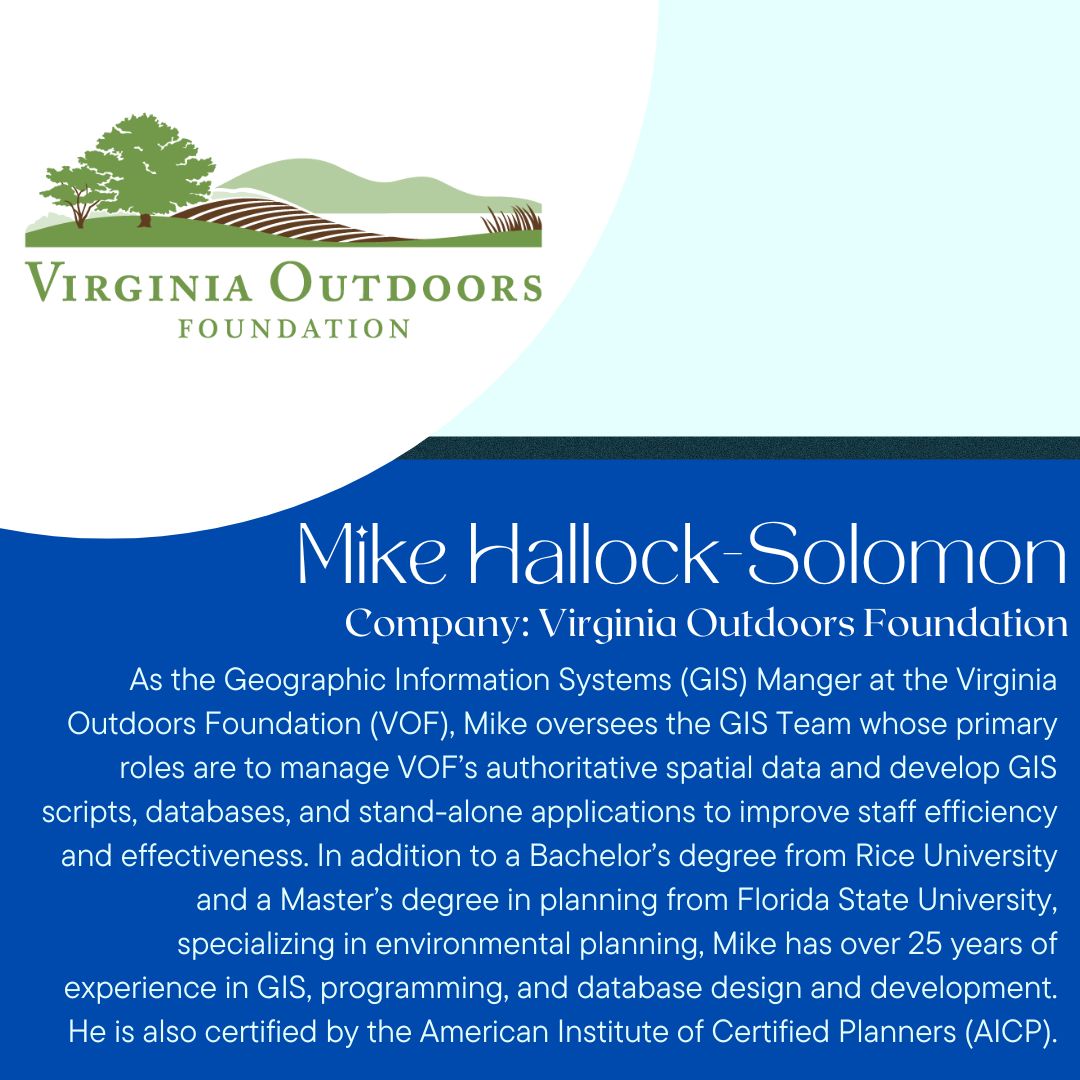 VIRGINIA OUTDOORS
FOUNDATION
Mike Hallock-Solomon
Company: Virginia Outdoors Foundation
As the Geographic Information Systems (GIS) Manger at the Virginia
Outdoors Foundation (VOF), Mike oversees the GIS Team whose primary
roles are to manage VOF’s authoritative spatial data and develop GIS
scripts, databases, and stand-alone applications to improve staff efficiency
and effectiveness. In addition to a Bachelor’s degree from Rice University
and a Master’s degree in planning from Florida State University,
specializing in environmental planning, Mike has over 25 years of
experience in GIS, programming, and database design and development.
He is also certified by the American Institute of Certified Planners (AICP).